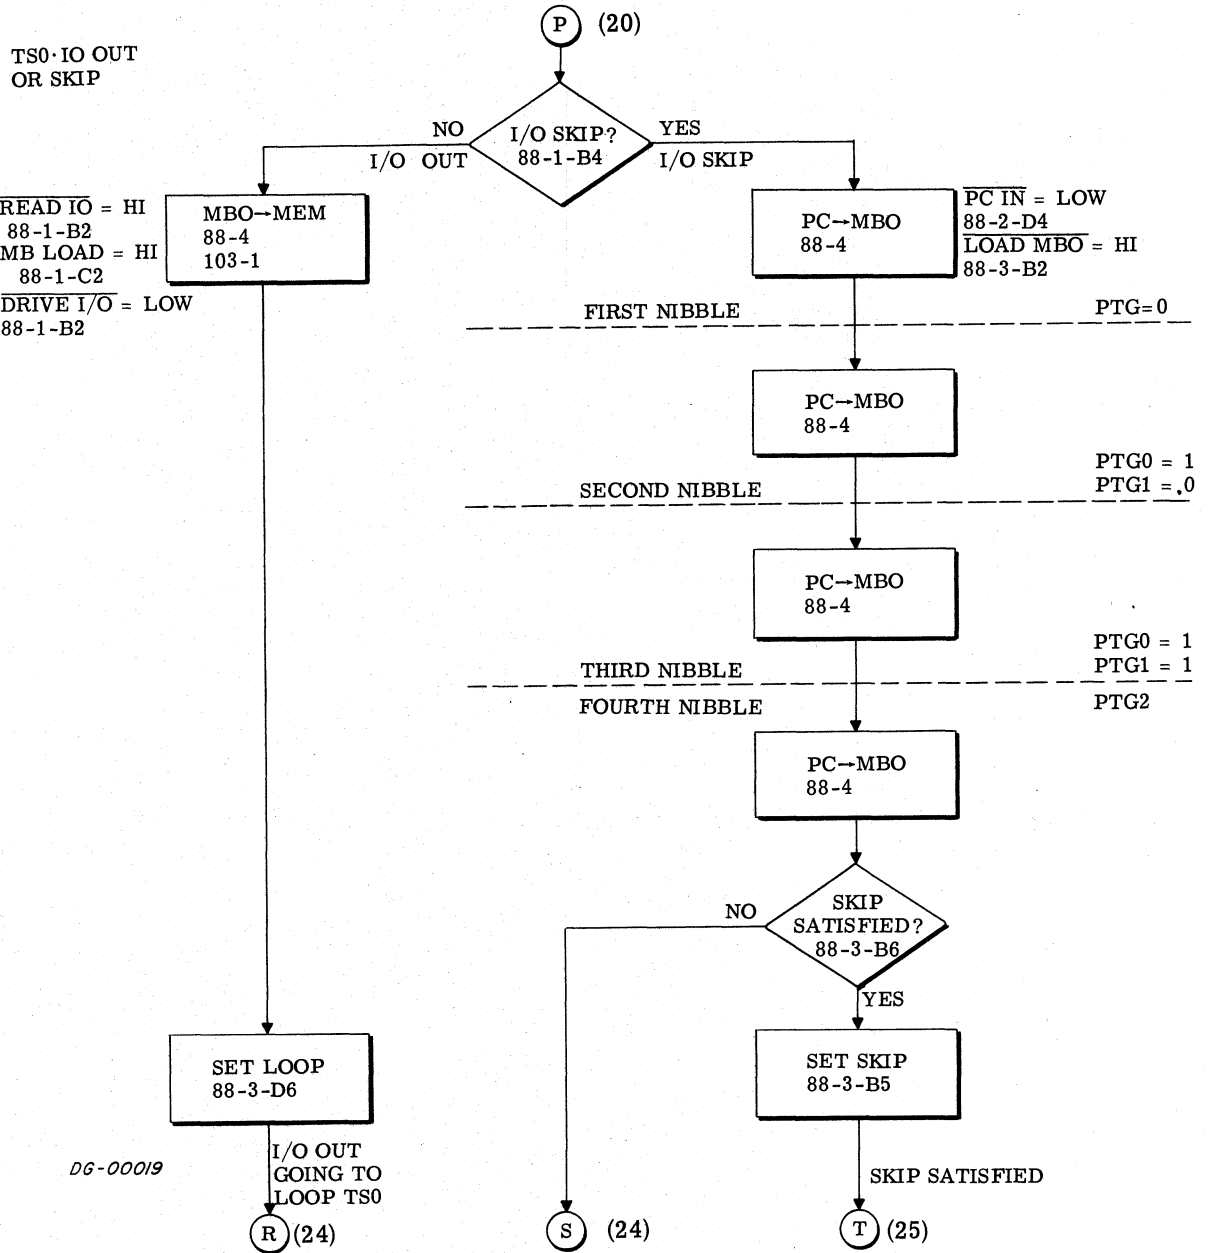 P (20)
TS0·IO OUT
OR SKIP
NO
I/O OUT
I/O SKIP?
88-1-B4
YES
I/O SKIP
READ IO = HI
88-1-B2
MB LOAD = HI
88-1-C2
DRIVE I/O = LOW
88-1-B2
MBO→MEM
88-4
103-1
PC→MBO
88-4
PC IN = LOW
88-2-D4
LOAD MBO = HI
88-3-B2
FIRST NIBBLE
PTG=0
PC→MBO
88-4
SECOND NIBBLE
PTG0 = 1
PTG1 = 0
PC→MBO
88-4
THIRD NIBBLE
PTG0 = 1
PTG1 = 1
FOURTH NIBBLE
PTG2
PC→MBO
88-4
NO
SKIP
SATISFIED?
88-3-B6
YES
SET LOOP
88-3-D6
SET SKIP
88-3-B5
I/O OUT
GOING TO
LOOP TS0
SKIP SATISFIED
DG-00019
R (24)
S (24)
T (25)